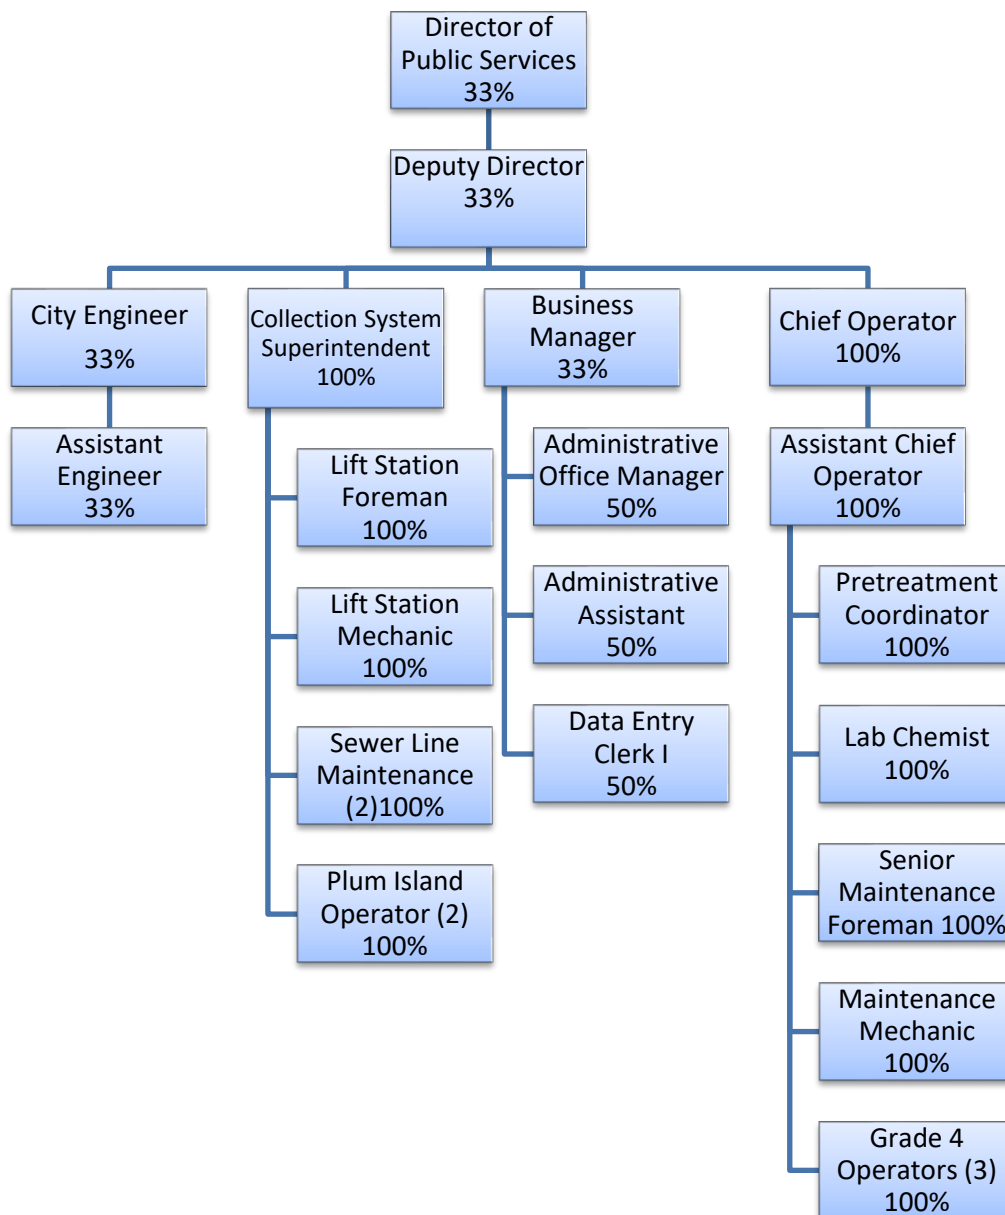 Director of
Public Services
33%
Deputy Director
33%
City Engineer
33%
Collection System
Superintendent
100%
Business
Manager
33%
Chief Operator
100%
Assistant
Engineer
33%
Lift Station
Foreman
100%
Lift Station
Mechanic
100%
Sewer Line
Maintenance
(2)100%
Plum Island
Operator (2)
100%
Administrative
Office Manager
50%
Administrative
Assistant
50%
Data Entry
Clerk I
50%
Assistant Chief
Operator
100%
Pretreatment
Coordinator
100%
Lab Chemist
100%
Senior
Maintenance
Foreman 100%
Maintenance
Mechanic
100%
Grade 4
Operators (3)
100%